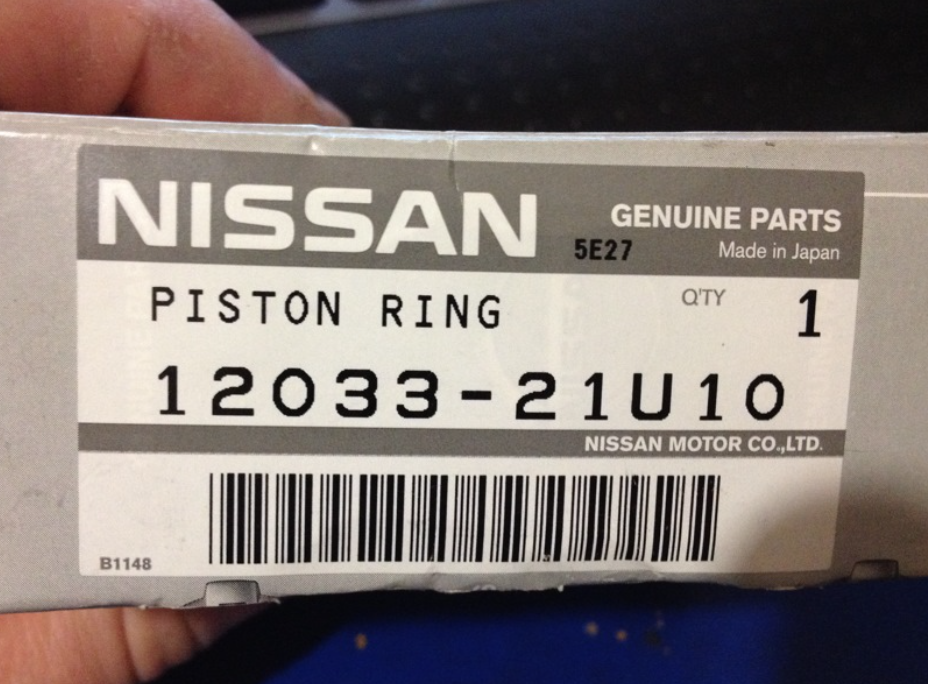 NISSAN
GENUINE PARTS
5E27
Made in Japan
PISTON RING
Q'TY
1
12033-21U10
NISSAN MOTOR CO.,LTD.
B1148